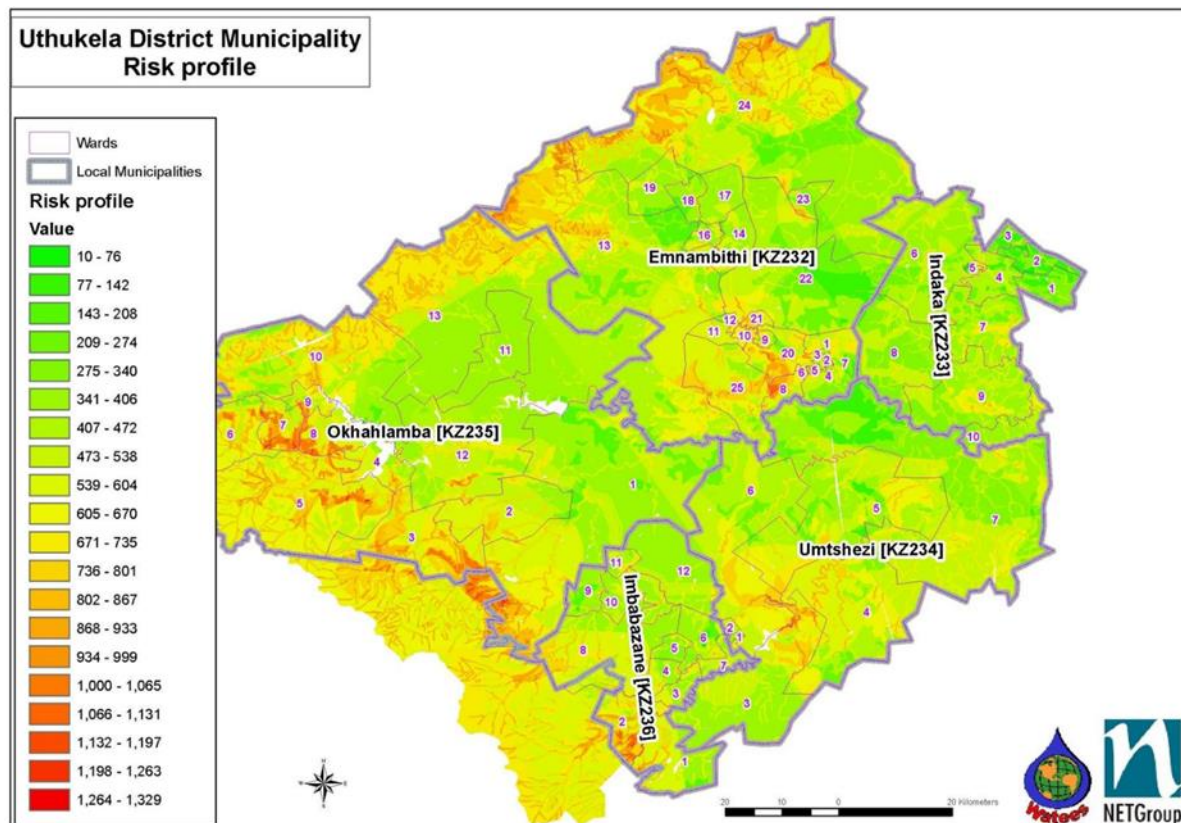 Uthukela District Municipality
Risk profile
Wards
Local Municipalities
Risk profile
Value
10 - 76
77 - 142
143 - 208
209 - 274
275 - 340
341 - 406
407 - 472
473 - 538
539 - 604
605 - 670
671 - 735
736 - 801
802 - 867
868 - 933
934 - 999
1,000 - 1,065
1,066 - 1,131
1,132 - 1,197
1,198 - 1,263
1,264 - 1,329
24
19
18
17
23
16
14
13
Emnambithi [KZ232]
22
12
21
11
10
9
20
1
3
2
7
6
5
4
8
25
Indaka [KZ233]
6
3
2
1
5
4
7
8
9
10
Okhahlamba [KZ235]
13
11
10
9
7
8
6
4
12
5
3
2
1
Umtshezi [KZ234]
6
5
7
4
2
1
3
Imbabazane [KZ236]
11
12
9
10
8
6
5
7
4
3
2
1
N
W
E
S
20
10
0
20 Kilometers
Watees
n
NETGroup